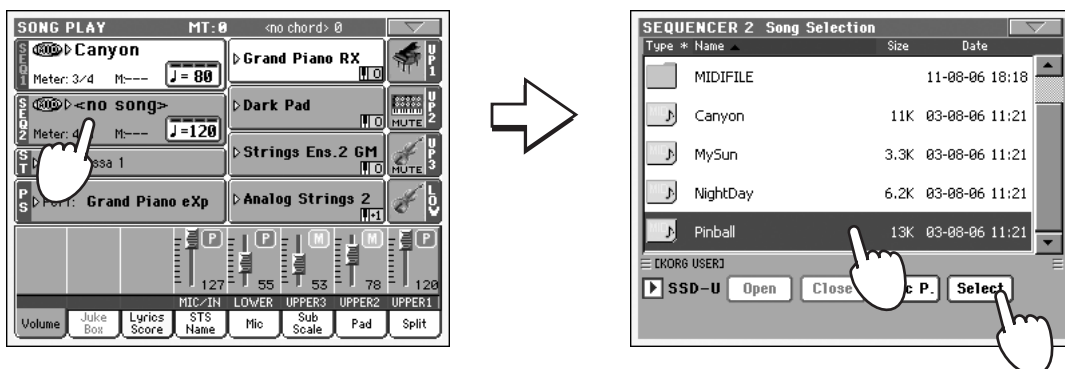 SONG PLAY MT:0 <no chord> 0
SEQ1 Canyon
Meter: 3/4 M:--- ♩= 80
SEQ2 <no song>
Meter: 4 M:--- ♩=120
ST ssa 1
PS Grand Piano eXp
Grand Piano RX 0 UP1
Dark Pad 0 MUTE UP2
Strings Ens.2 GM 0 MUTE UP3
Analog Strings 2 +1 LOW
P P M M P
127 55 53 78 120
MIC/IN LOWER UPPER3 UPPER2 UPPER1
Volume Juke Box Lyrics Score STS Name Mic Sub Scale Pad Split
SEQUENCER 2 Song Selection
Type * Name Size Date
MIDIFILE 11-08-06 18:18
Canyon 11K 03-08-06 11:21
MySun 3.3K 03-08-06 11:21
NightDay 6.2K 03-08-06 11:21
Pinball 13K 03-08-06 11:21
[KORG USER]
SSD-U Open Close c P. Select